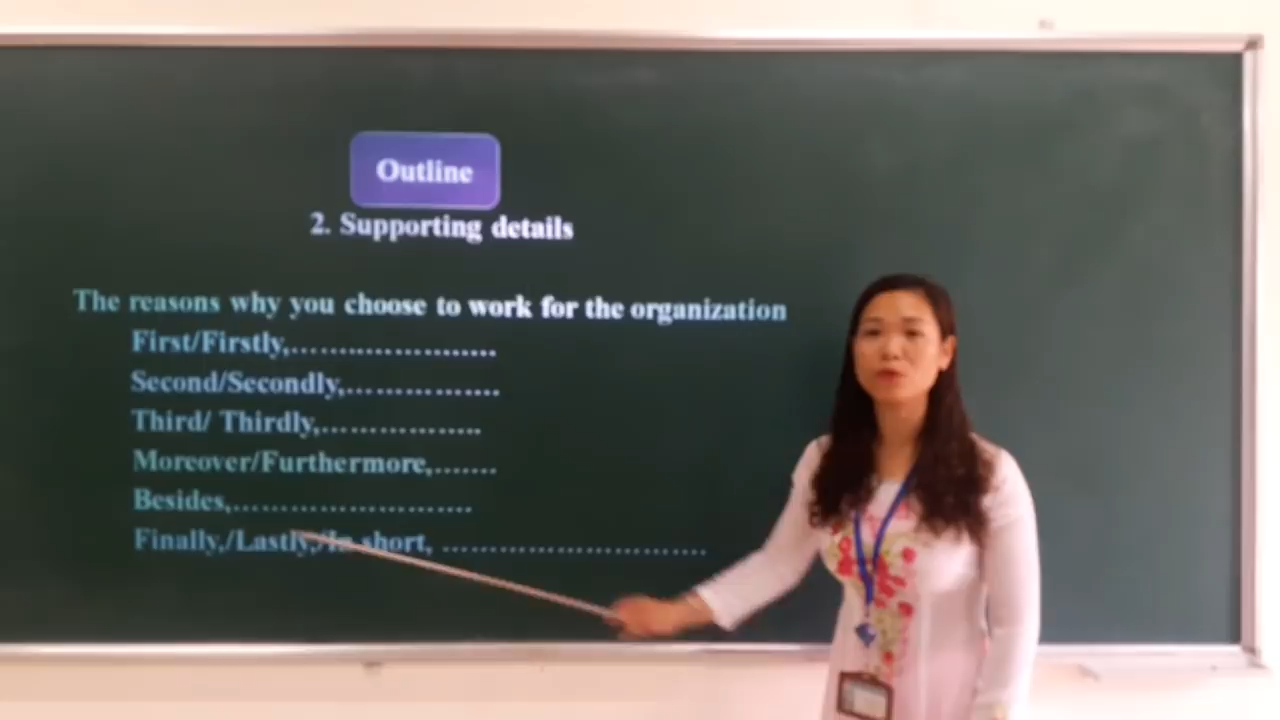 Outline
2. Supporting details
The reasons why you choose to work for the organization
First/Firstly,.......................
Second/Secondly,.................
Third/ Thirdly,..................
Moreover/Furthermore,.......
Besides,..........................
Finally,/Lastly,/In short, ............................